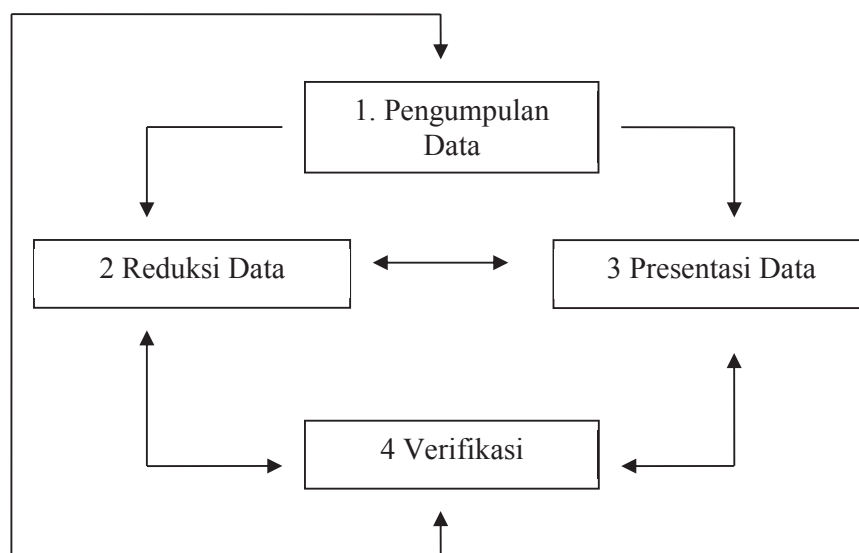 1. Pengumpulan
Data
2 Reduksi Data
3 Presentasi Data
4 Verifikasi